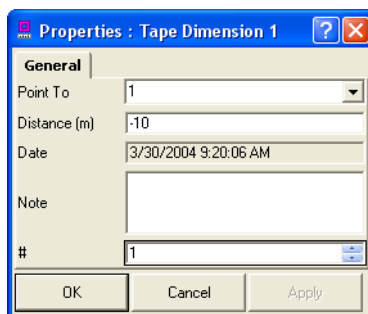 Properties : Tape Dimension 1
General
Point To 1
Distance (m) -10
Date 3/30/2004 9:20:06 AM
Note
# 1
OK Cancel Apply